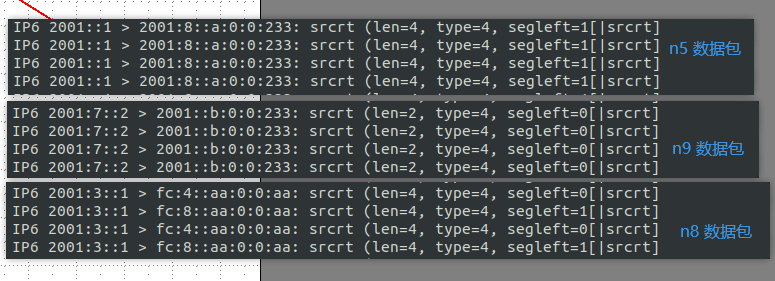 IP6 2001::1 > 2001:8::a:0:0:233: srcrt (len=4, type=4, segleft=1[|srcrt]
IP6 2001::1 > 2001:8::a:0:0:233: srcrt (len=4, type=4, segleft=1[|srcrt]
IP6 2001::1 > 2001:8::a:0:0:233: srcrt (len=4, type=4, segleft=1[|srcrt]
IP6 2001::1 > 2001:8::a:0:0:233: srcrt (len=4, type=4, segleft=1[|srcrt]
n5 数据包
IP6 2001:7::2 > 2001::b:0:0:233: srcrt (len=2, type=4, segleft=0[|srcrt]
IP6 2001:7::2 > 2001::b:0:0:233: srcrt (len=2, type=4, segleft=0[|srcrt]
IP6 2001:7::2 > 2001::b:0:0:233: srcrt (len=2, type=4, segleft=0[|srcrt]
IP6 2001:7::2 > 2001::b:0:0:233: srcrt (len=2, type=4, segleft=0[|srcrt]
n9 数据包
IP6 2001:3::1 > fc:4::aa:0:0:aa: srcrt (len=4, type=4, segleft=0[|srcrt]
IP6 2001:3::1 > fc:8::aa:0:0:aa: srcrt (len=4, type=4, segleft=1[|srcrt]
IP6 2001:3::1 > fc:4::aa:0:0:aa: srcrt (len=4, type=4, segleft=0[|srcrt]
IP6 2001:3::1 > fc:8::aa:0:0:aa: srcrt (len=4, type=4, segleft=1[|srcrt]
n8 数据包